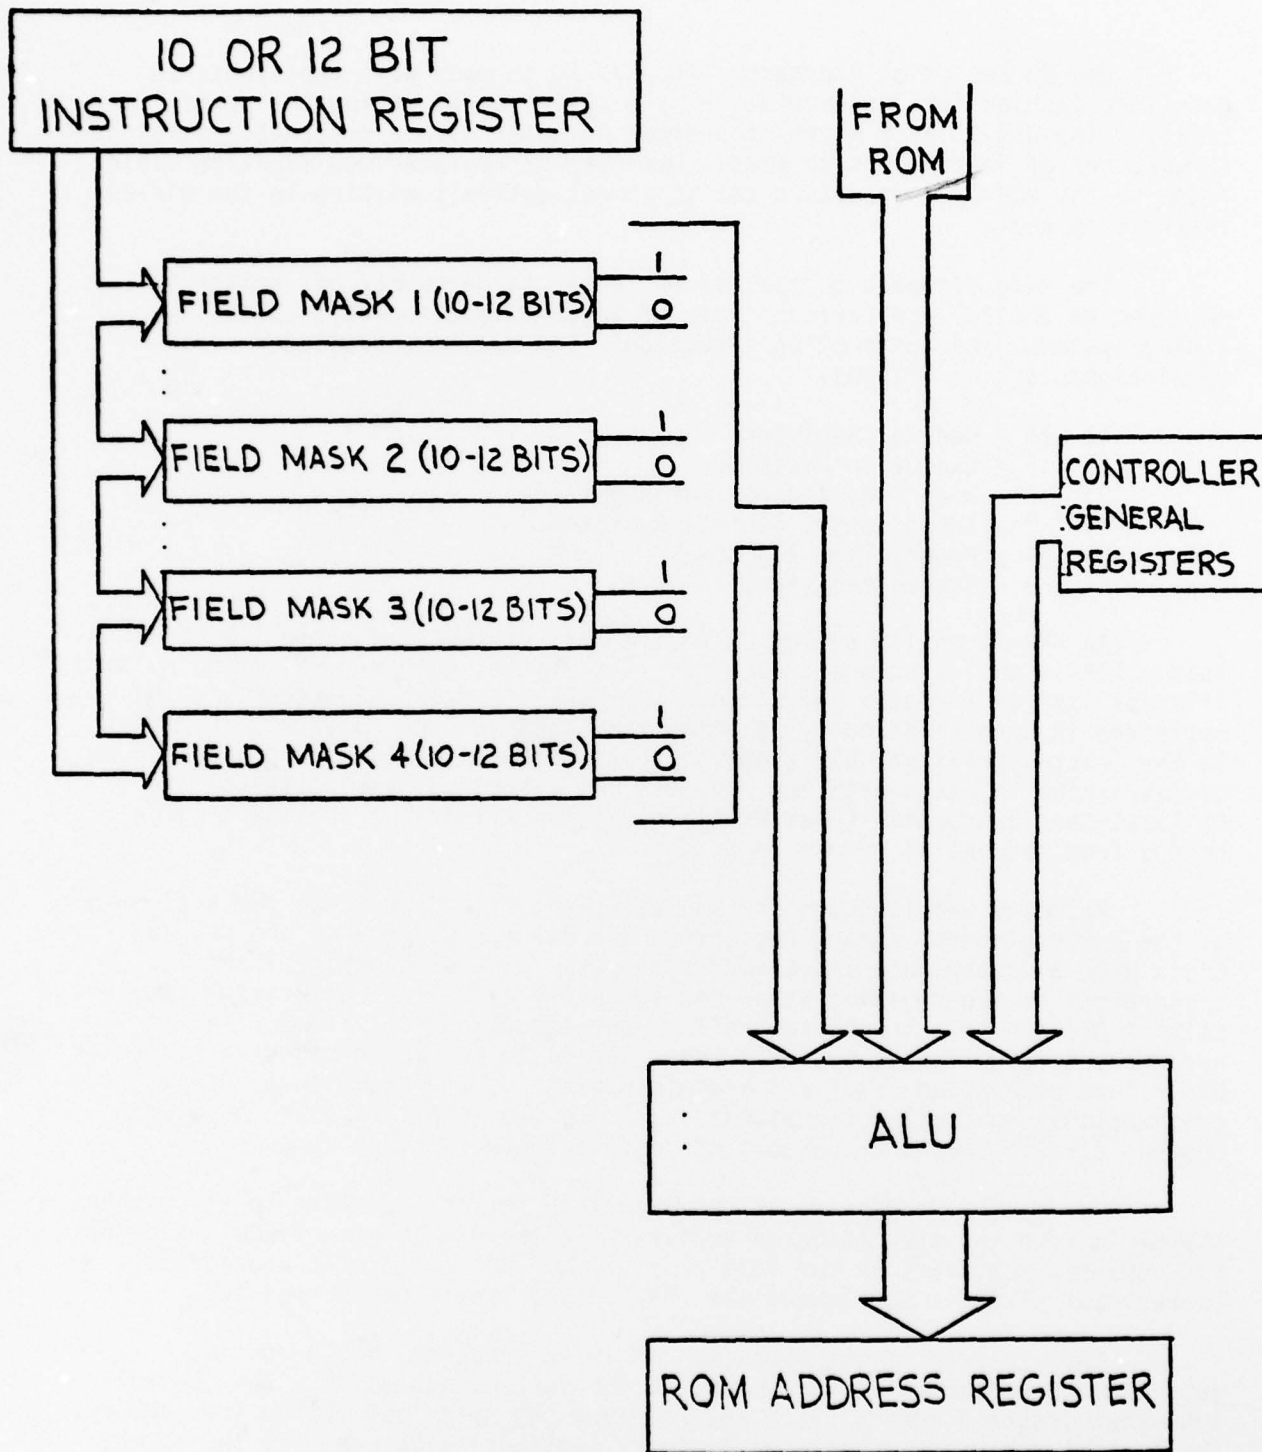 10 OR 12 BIT
INSTRUCTION REGISTER
FROM
ROM
1
FIELD MASK 1 (10-12 BITS)
0
1
FIELD MASK 2 (10-12 BITS)
0
CONTROLLER
GENERAL
REGISTERS
1
FIELD MASK 3 (10-12 BITS)
0
1
FIELD MASK 4 (10-12 BITS)
0
ALU
ROM ADDRESS REGISTER